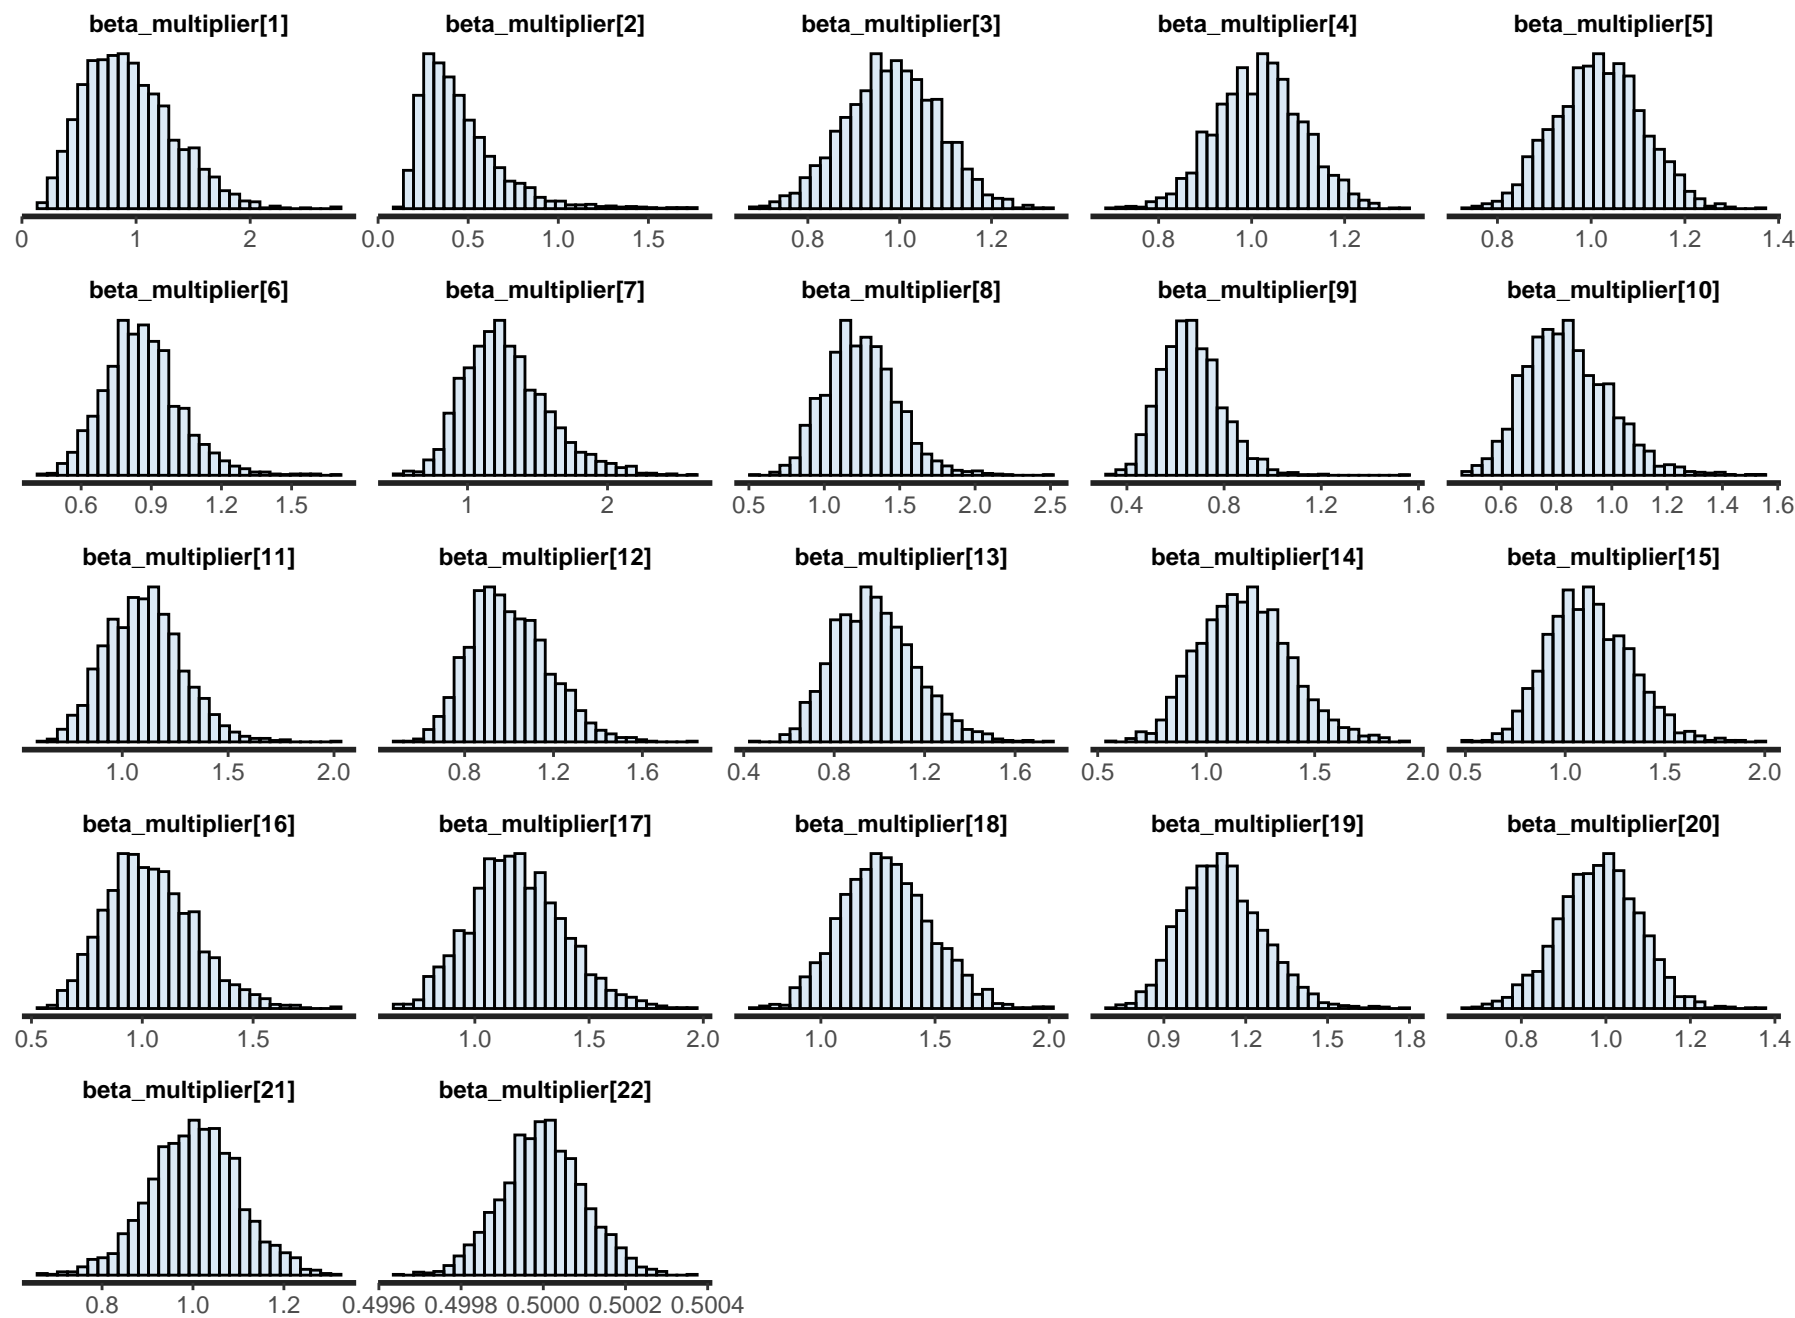 beta_multiplier[1] beta_multiplier[2] beta_multiplier[3] beta_multiplier[4] beta_multiplier[5]
0 1 2 0.0 0.5 1.0 1.5 0.8 1.0 1.2 0.8 1.0 1.2 0.8 1.0 1.2 1.4
beta_multiplier[6] beta_multiplier[7] beta_multiplier[8] beta_multiplier[9] beta_multiplier[10]
0.6 0.9 1.2 1.5 1 2 0.5 1.0 1.5 2.0 2.5 0.4 0.8 1.2 1.6 0.6 0.8 1.0 1.2 1.4 1.6
beta_multiplier[11] beta_multiplier[12] beta_multiplier[13] beta_multiplier[14] beta_multiplier[15]
1.0 1.5 2.0 0.8 1.2 1.6 0.4 0.8 1.2 1.6 0.5 1.0 1.5 2.0 0.5 1.0 1.5 2.0
beta_multiplier[16] beta_multiplier[17] beta_multiplier[18] beta_multiplier[19] beta_multiplier[20]
0.5 1.0 1.5 1.0 1.5 2.0 1.0 1.5 2.0 0.9 1.2 1.5 1.8 0.8 1.0 1.2 1.4
beta_multiplier[21] beta_multiplier[22]
0.8 1.0 1.2 0.4996 0.4998 0.5000 0.5002 0.5004